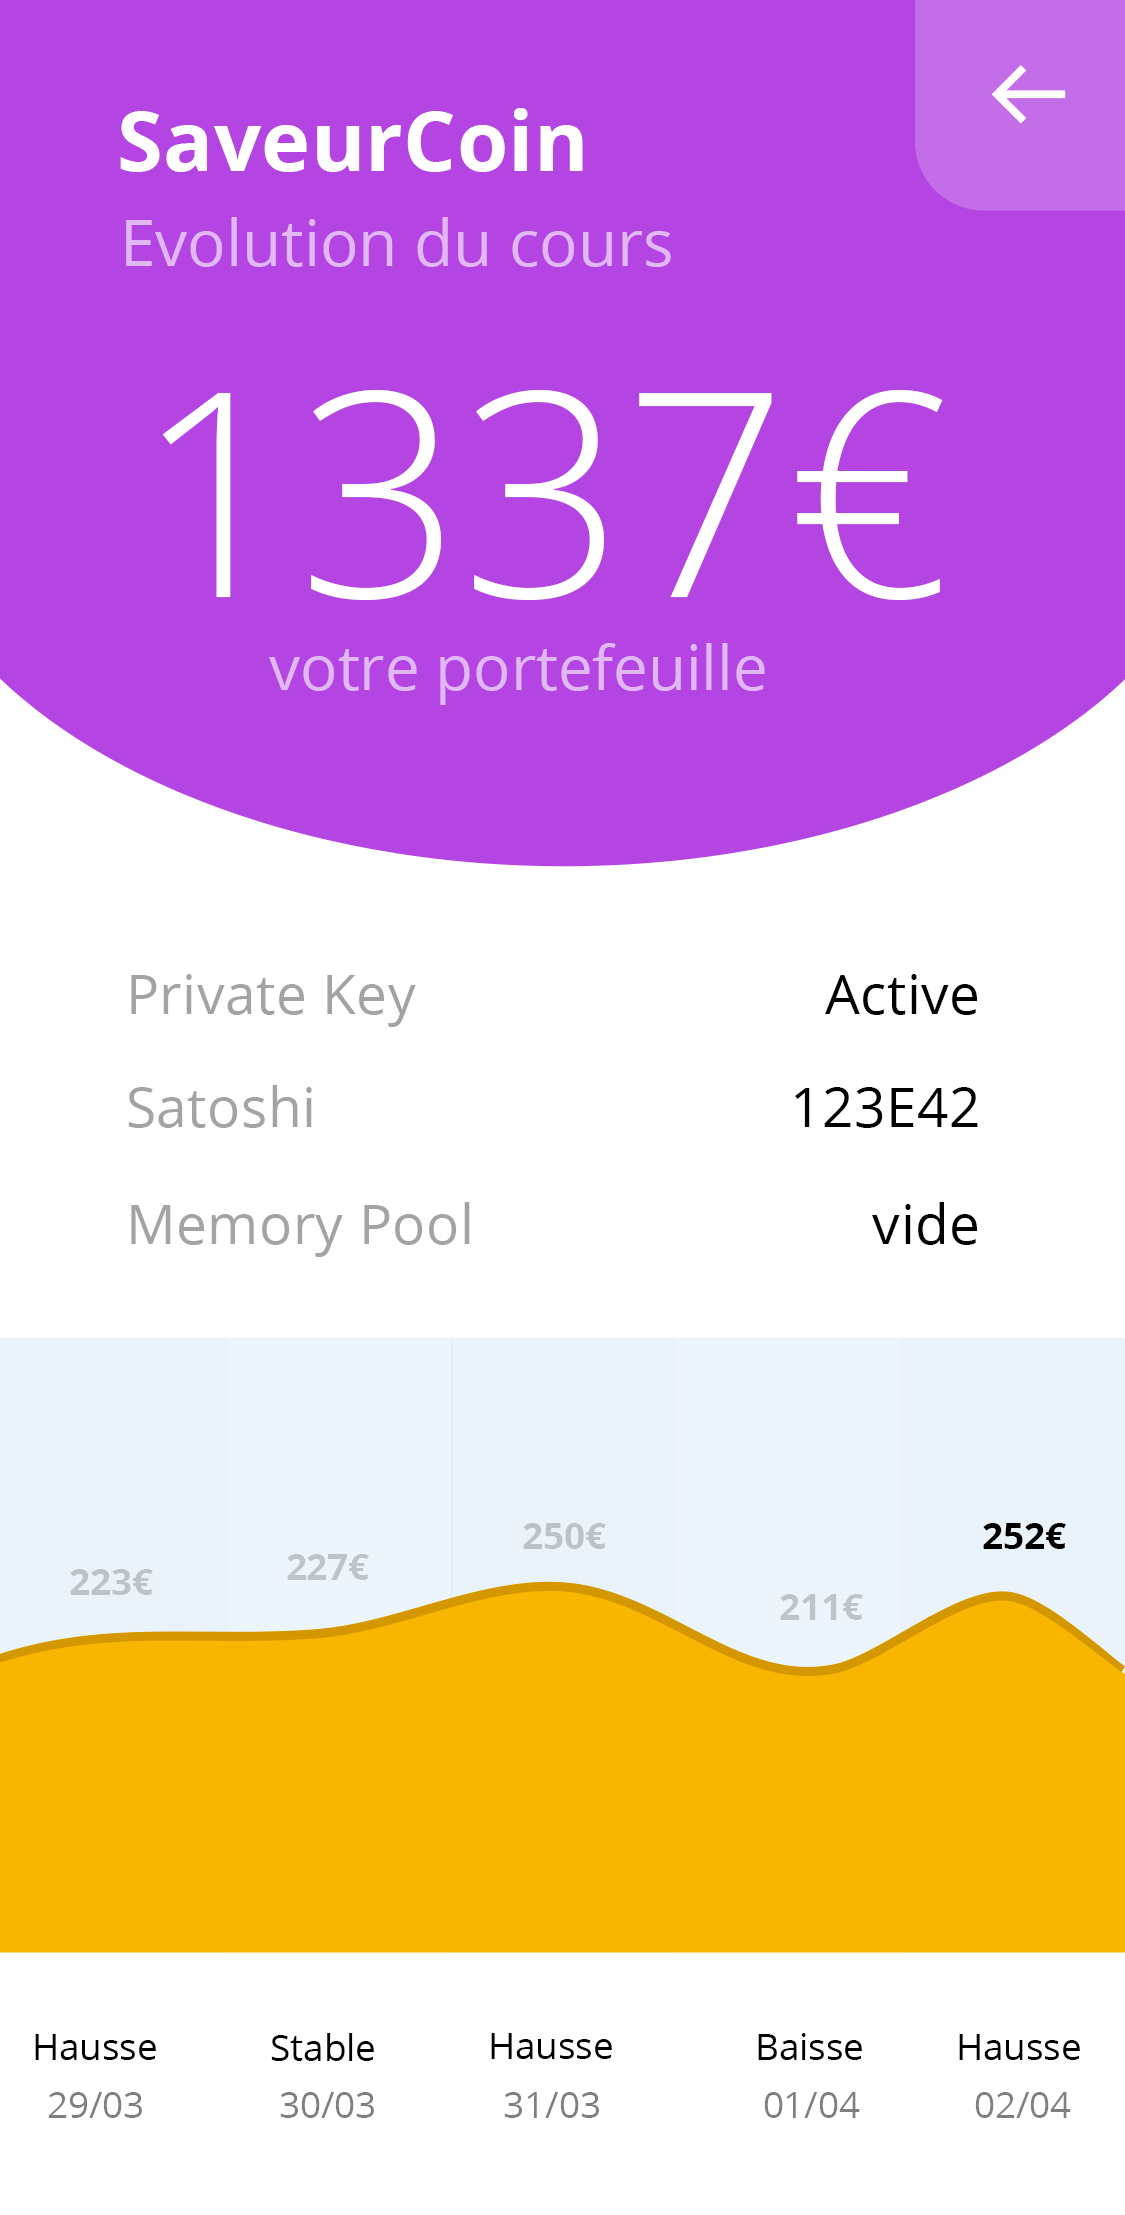 SaveurCoin
Evolution du cours
1337€
votre portefeuille
Private Key Active
Satoshi 123E42
Memory Pool vide
223€ 227€ 250€ 211€ 252€
Hausse Stable Hausse Baisse Hausse
29/03 30/03 31/03 01/04 02/04